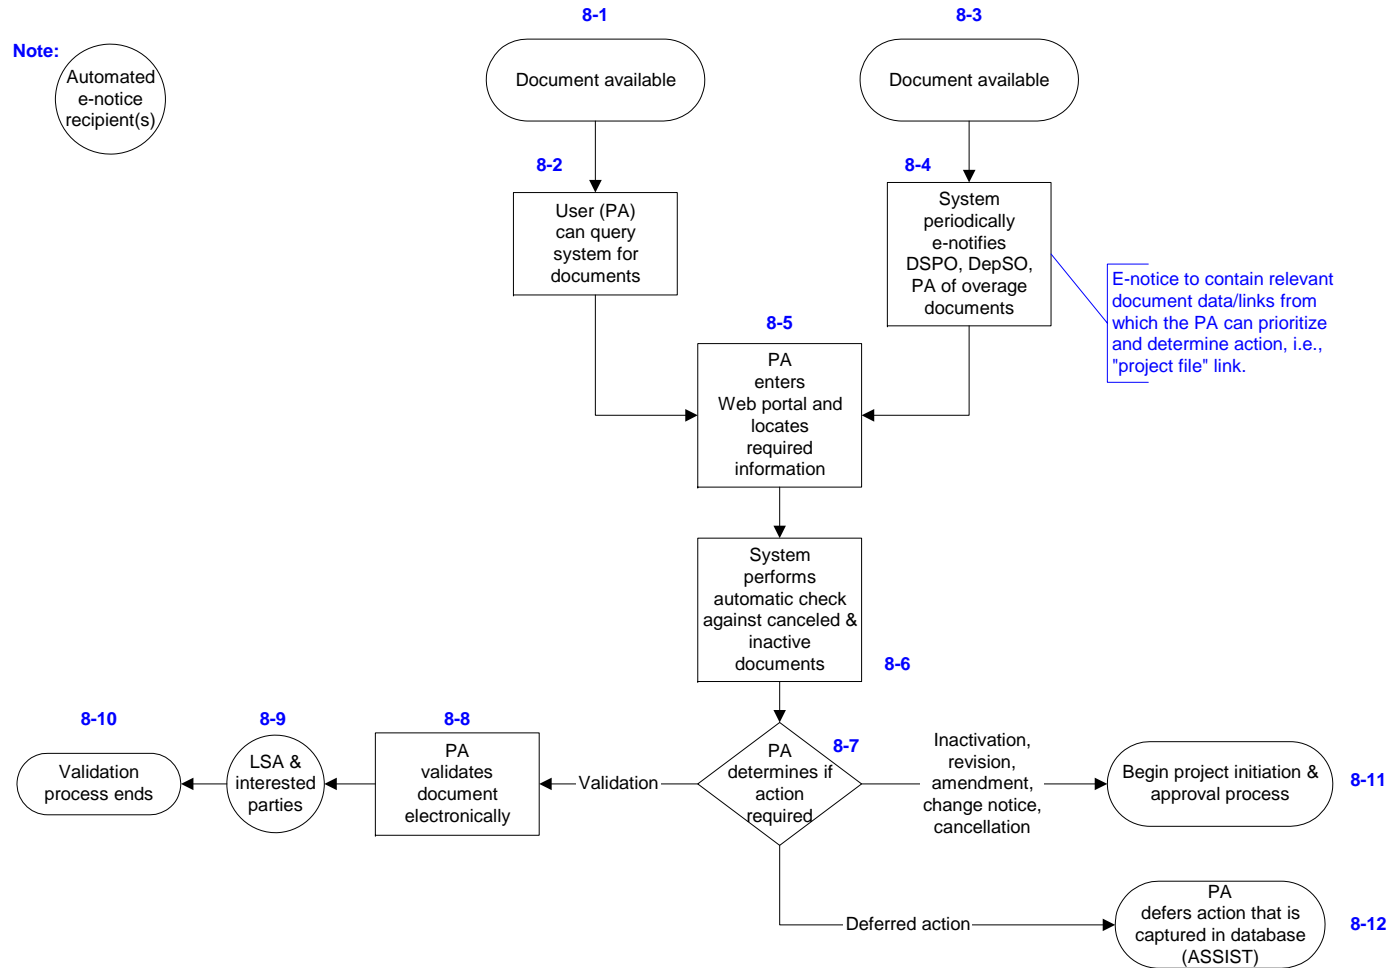 8-1
8-3
Note:
Automated
e-notice
recipient(s)
Document available
Document available
8-2
8-4
User (PA)
can query
system for
documents
System
periodically
e-notifies
DSPO, DepSO,
PA of overage
documents
E-notice to contain relevant
document data/links from
which the PA can prioritize
and determine action, i.e.,
"project file" link.
8-5
PA
enters
Web portal and
locates
required
information
System
performs
automatic check
against canceled &
inactive
documents
8-6
8-10
8-9
8-8
8-7
Validation
process ends
LSA &
interested
parties
PA
validates
document
electronically
Validation
PA
determines if
action
required
Inactivation,
revision,
amendment,
change notice,
cancellation
Begin project initiation &
approval process
8-11
Deferred action
PA
defers action that is
captured in database
(ASSIST)
8-12